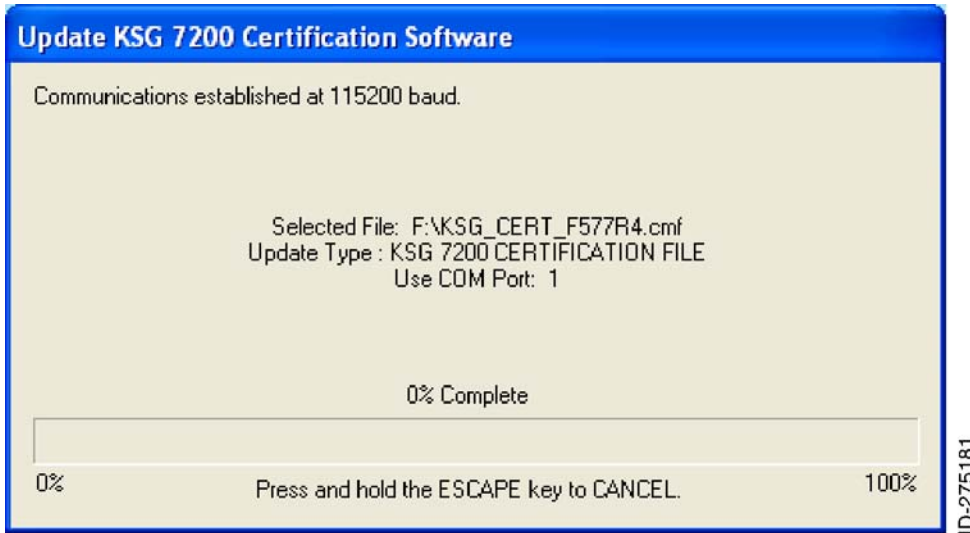 Update KSG 7200 Certification Software
Communications established at 115200 baud.
Selected File:  F:\KSG_CERT_F577R4.cmf
Update Type : KSG 7200 CERTIFICATION FILE
Use COM Port:  1
0% Complete
0%
Press and hold the ESCAPE key to CANCEL.
100%
ID-275181